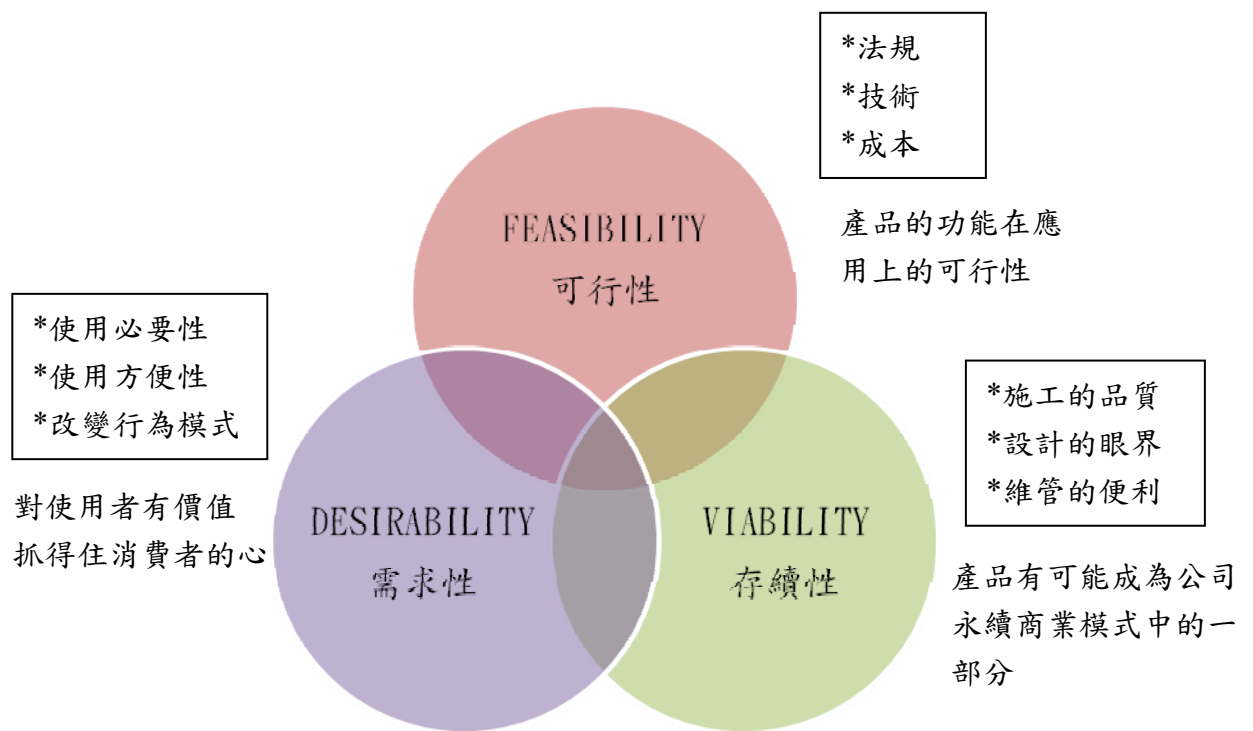 *法規
*技術
*成本
FEASIBILITY
可行性
產品的功能在應
用上的可行性
*使用必要性
*使用方便性
*改變行為模式
對使用者有價值
抓得住消費者的心
DESIRABILITY
需求性
VIABILITY
存續性
*施工的品質
*設計的眼界
*維管的便利
產品有可能成為公司
永續商業模式中的一
部分